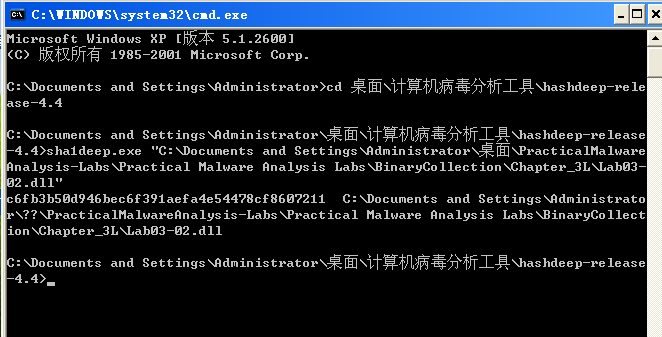 C:\WINDOWS\system32\cmd.exe
Microsoft Windows XP [版本 5.1.2600]
(C) 版权所有 1985-2001 Microsoft Corp.
C:\Documents and Settings\Administrator>cd 桌面\计算机病毒分析工具\hashdeep-rele
ase-4.4
C:\Documents and Settings\Administrator\桌面\计算机病毒分析工具\hashdeep-release
-4.4>sha1deep.exe "C:\Documents and Settings\Administrator\桌面\PracticalMalware
Analysis-Labs\Practical Malware Analysis Labs\BinaryCollection\Chapter_3L\Lab03-
02.dll"
c6fb3b50d946bec6f391aefa4e54478cf8607211  C:\Documents and Settings\Administrato
r\??\PracticalMalwareAnalysis-Labs\Practical Malware Analysis Labs\BinaryCollect
ion\Chapter_3L\Lab03-02.dll
C:\Documents and Settings\Administrator\桌面\计算机病毒分析工具\hashdeep-release
-4.4>